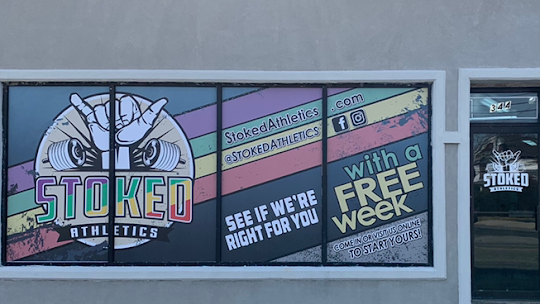 STOKED
ATHLETICS
StokedAthletics.com
@STOKEDATHLETICS
SEE IF WE'RE
RIGHT FOR YOU
with a
FREE
week
COME IN OR VISIT US ONLINE
TO START YOURS!
344
STOKED
ATHLETICS